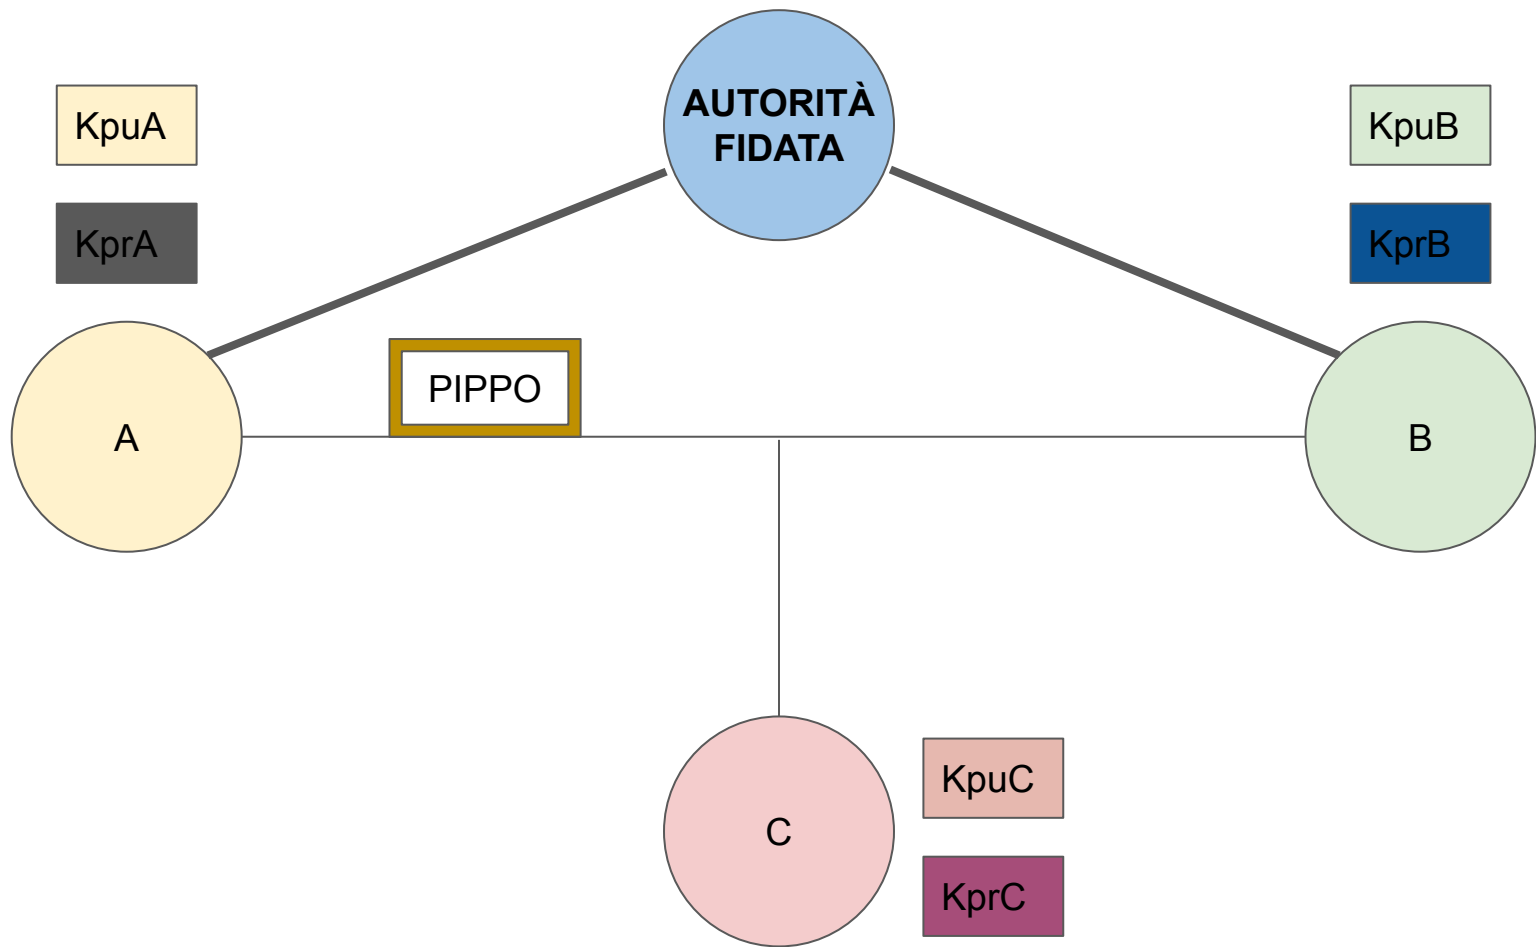 AUTORITÀ
FIDATA
KpuA
KpuB
KprA
KprB
PIPPO
A
B
KpuC
C
KprC